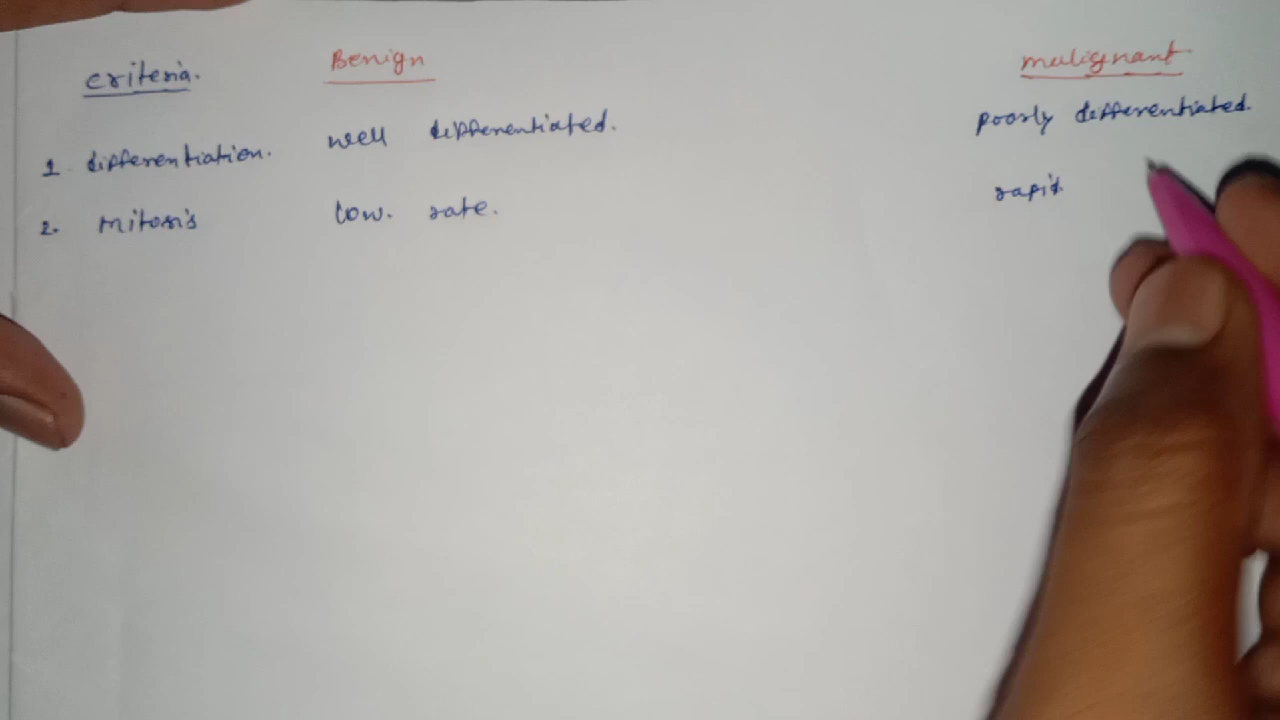 criteria. Benign malignant
1. differentiation. well differentiated. poorly differentiated.
2. mitosis low. rate. rapid